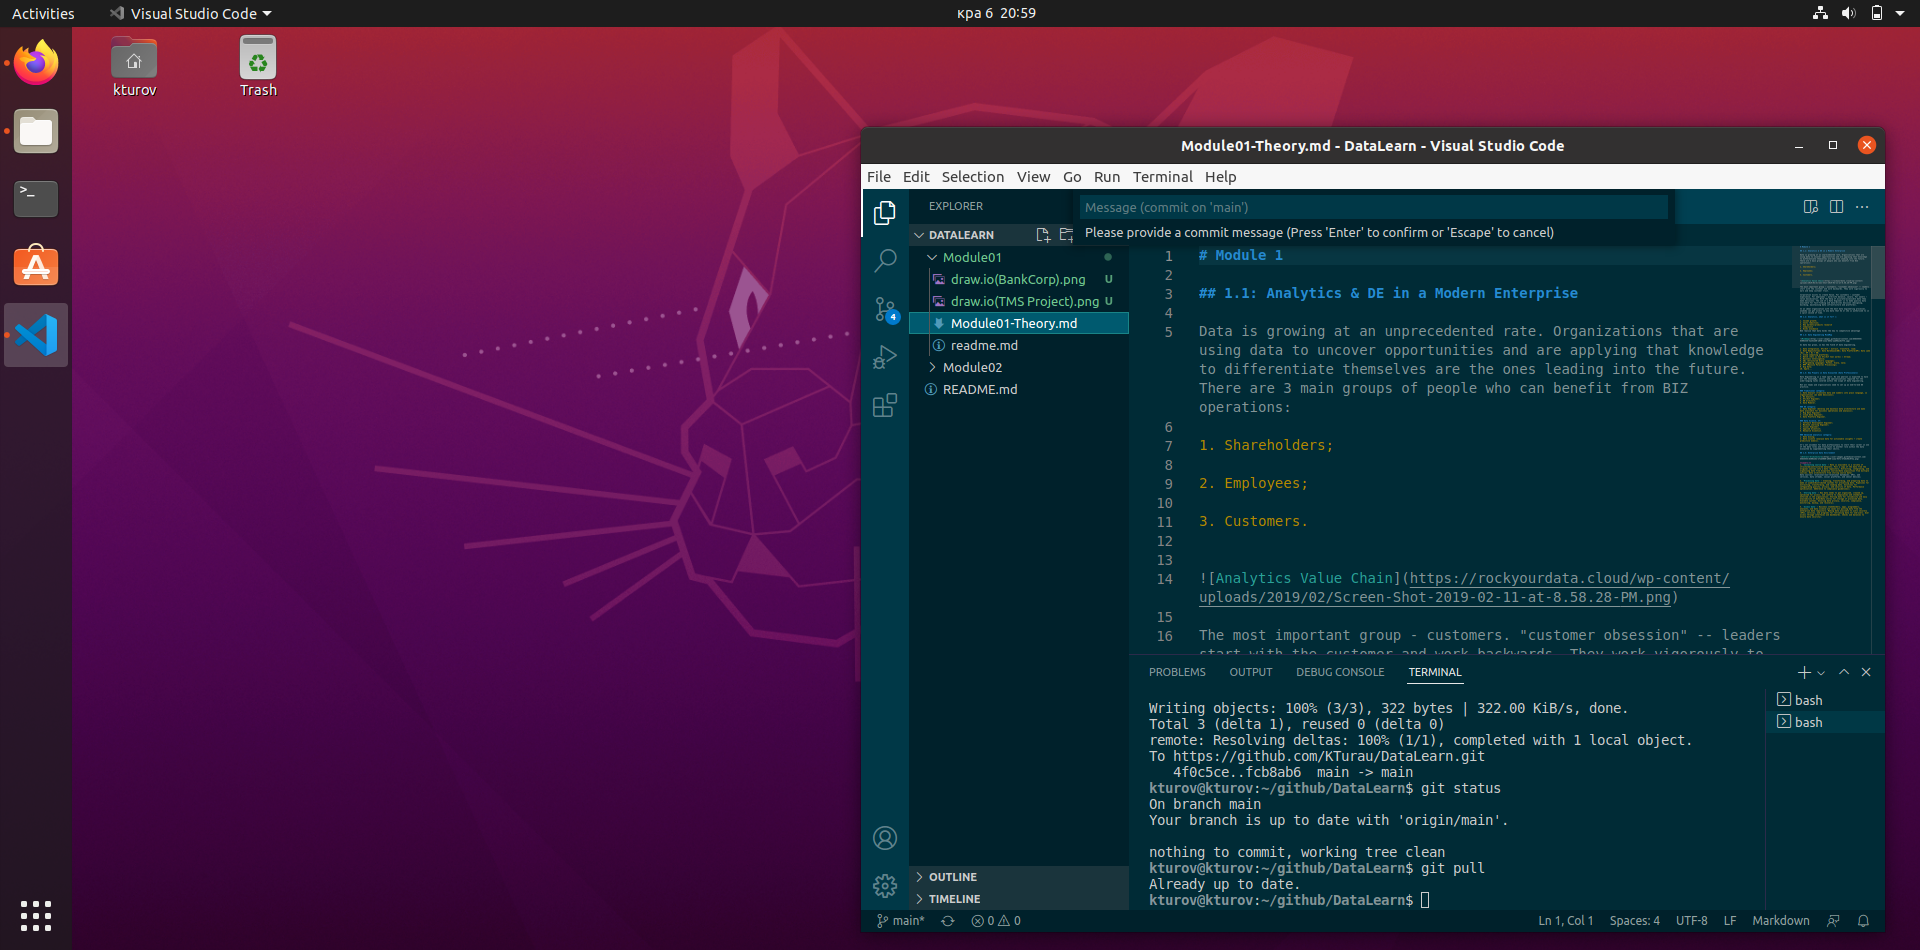 Activities
Visual Studio Code
кра 6 20:59
kturov
Trash
Module01-Theory.md - DataLearn - Visual Studio Code
File Edit Selection View Go Run Terminal Help
EXPLORER
Message (commit on 'main')
Please provide a commit message (Press 'Enter' to confirm or 'Escape' to cancel)
DATALEARN
Module01
draw.io(BankCorp).png U
draw.io(TMS Project).png U
Module01-Theory.md
readme.md
Module02
README.md
4
OUTLINE
TIMELINE
1 # Module 1
2
3 ## 1.1: Analytics & DE in a Modern Enterprise
4
5 Data is growing at an unprecedented rate. Organizations that are
using data to uncover opportunities and are applying that knowledge
to differentiate themselves are the ones leading into the future.
There are 3 main groups of people who can benefit from BIZ
operations:
6
7 1. Shareholders;
8
9 2. Employees;
10
11 3. Customers.
12
13
14 ![Analytics Value Chain](https://rockyourdata.cloud/wp-content/
uploads/2019/02/Screen-Shot-2019-02-11-at-8.58.28-PM.png)
15
16 The most important group - customers. "customer obsession" -- leaders
start with the customer and work backwards. They work vigorously to
PROBLEMS OUTPUT DEBUG CONSOLE TERMINAL
bash
bash
Writing objects: 100% (3/3), 322 bytes | 322.00 KiB/s, done.
Total 3 (delta 1), reused 0 (delta 0)
remote: Resolving deltas: 100% (1/1), completed with 1 local object.
To https://github.com/KTurau/DataLearn.git
4f0c5ce..fcb8ab6 main -> main
kturov@kturov:~/github/DataLearn$ git status
On branch main
Your branch is up to date with 'origin/main'.
nothing to commit, working tree clean
kturov@kturov:~/github/DataLearn$ git pull
Already up to date.
kturov@kturov:~/github/DataLearn$
main* 0 0 Ln 1, Col 1 Spaces: 4 UTF-8 LF Markdown